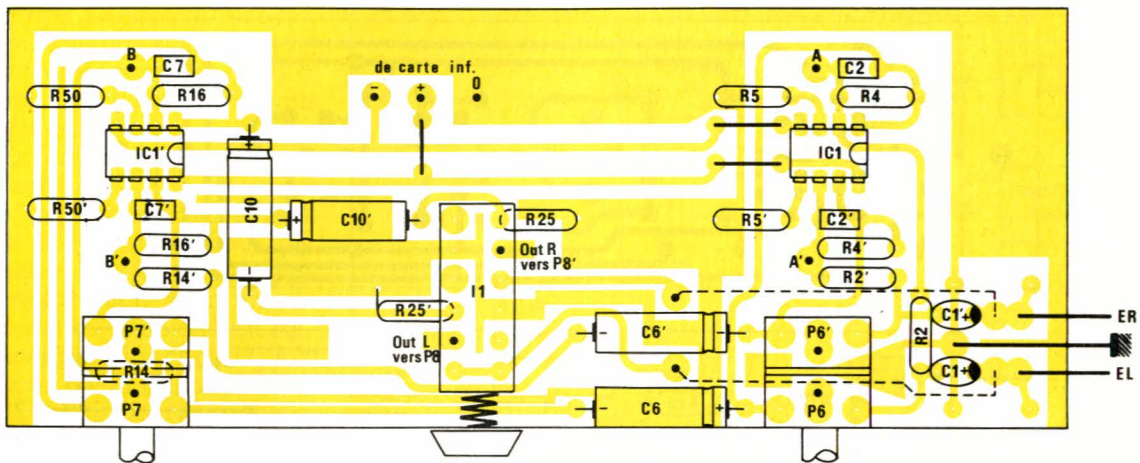 B
C7
A
C2
de carte inf.
R50
R16
−
+
0
R5
R4
IC1'
IC1
R50'
C7'
C10
+
C10'
R25
R5'
C2'
R16'
B'
R14'
Out R
vers P8'
R4'
A'
R2'
I1
R25'
P7'
Out L
vers P8
C6'
P6'
R2
C1'+
ER
R14
C1+
EL
P7
C6
P6